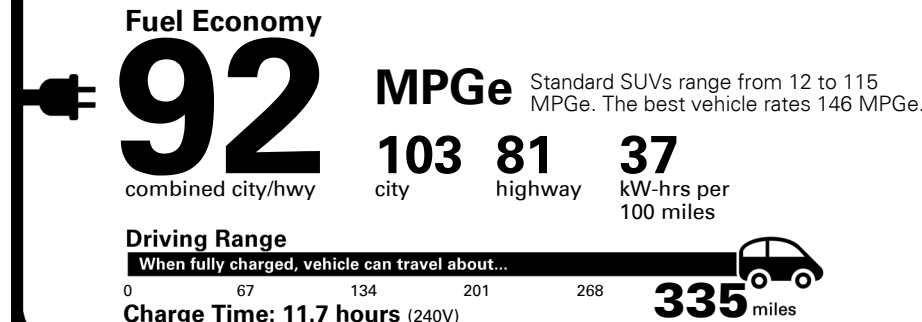 Fuel Economy
92
MPGe
Standard SUVs range from 12 to 115
MPGe. The best vehicle rates 146 MPGe.
103 81 37
combined city/hwy
city
highway
kW-hrs per
100 miles
Driving Range
When fully charged, vehicle can travel about...
0 67 134 201 268 335 miles
Charge Time: 11.7 hours (240V)